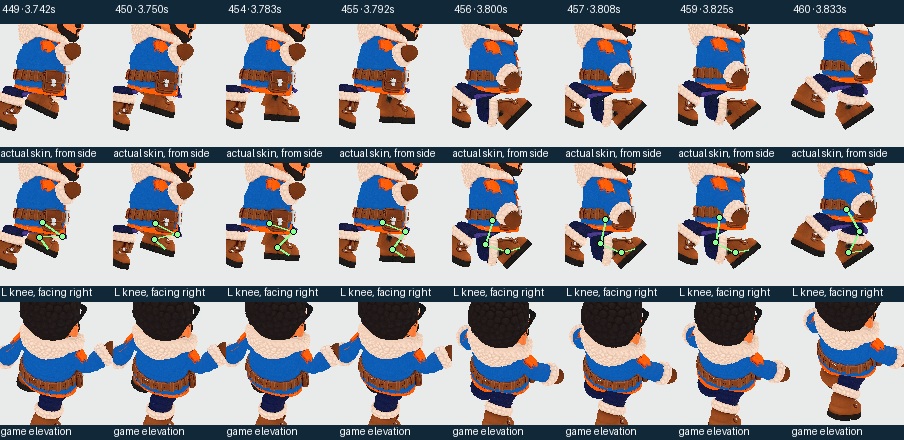 449 · 3.742s 450 · 3.750s 454 · 3.783s 455 · 3.792s 456 · 3.800s 457 · 3.808s 459 · 3.825s 460 · 3.833s
actual skin, from side actual skin, from side actual skin, from side actual skin, from side actual skin, from side actual skin, from side actual skin, from side actual skin, from side
L knee, facing right L knee, facing right L knee, facing right L knee, facing right L knee, facing right L knee, facing right L knee, facing right L knee, facing right
game elevation game elevation game elevation game elevation game elevation game elevation game elevation game elevation